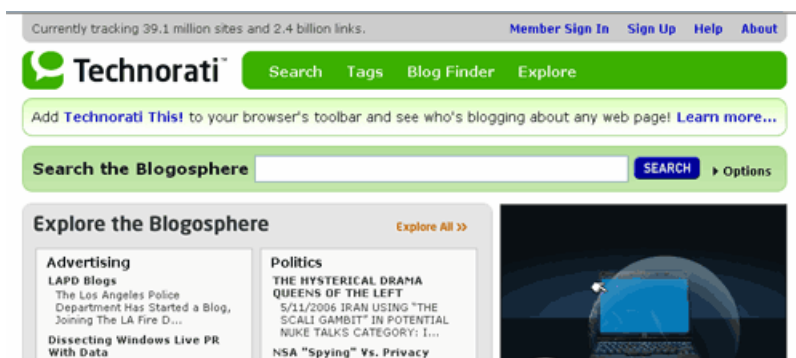 Currently tracking 39.1 million sites and 2.4 billion links. Member Sign In Sign Up Help About
Technorati™ Search Tags Blog Finder Explore
Add Technorati This! to your browser's toolbar and see who's blogging about any web page! Learn more...
Search the Blogosphere SEARCH Options
Explore the Blogosphere Explore All »
Advertising
LAPD Blogs
The Los Angeles Police
Department Has Started a Blog,
Joining The LA Fire D...
Dissecting Windows Live PR
With Data
Politics
THE HYSTERICAL DRAMA
QUEENS OF THE LEFT
5/11/2006 IRAN USING "THE
SCALI GAMBIT" IN POTENTIAL
NUKE TALKS CATEGORY: I...
NSA "Spying" Vs. Privacy